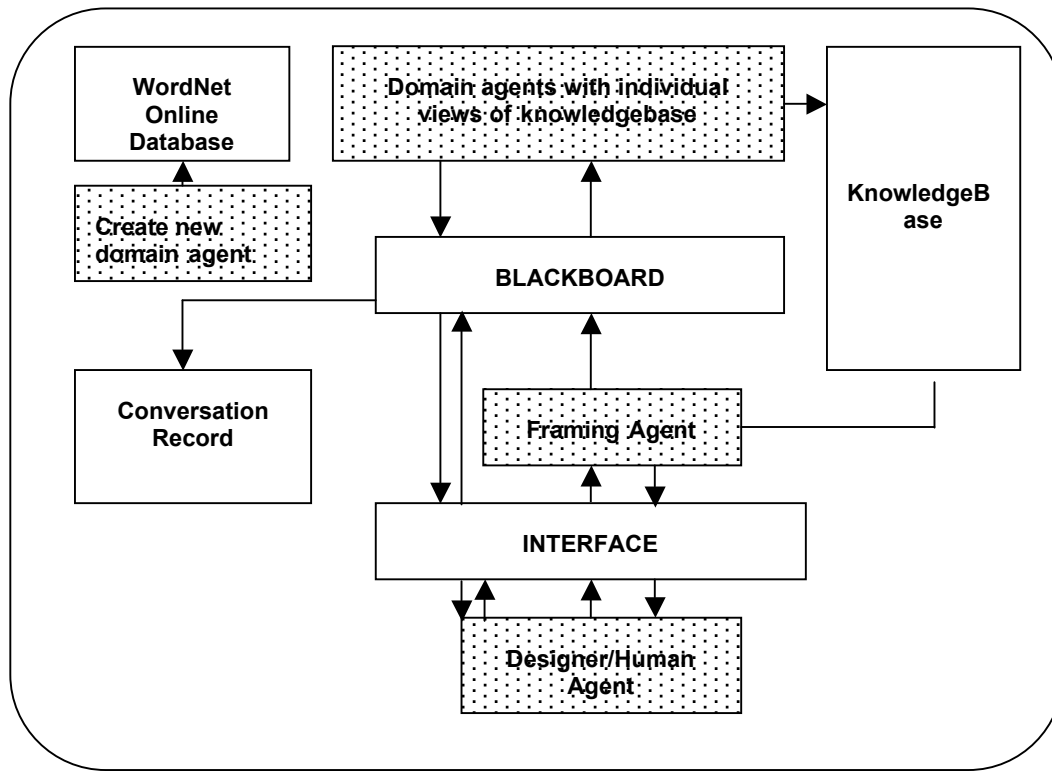 WordNet
Online
Database
Domain agents with individual
views of knowledgebase
KnowledgeB
ase
Create new
domain agent
BLACKBOARD
Conversation
Record
Framing Agent
INTERFACE
Designer/Human
Agent